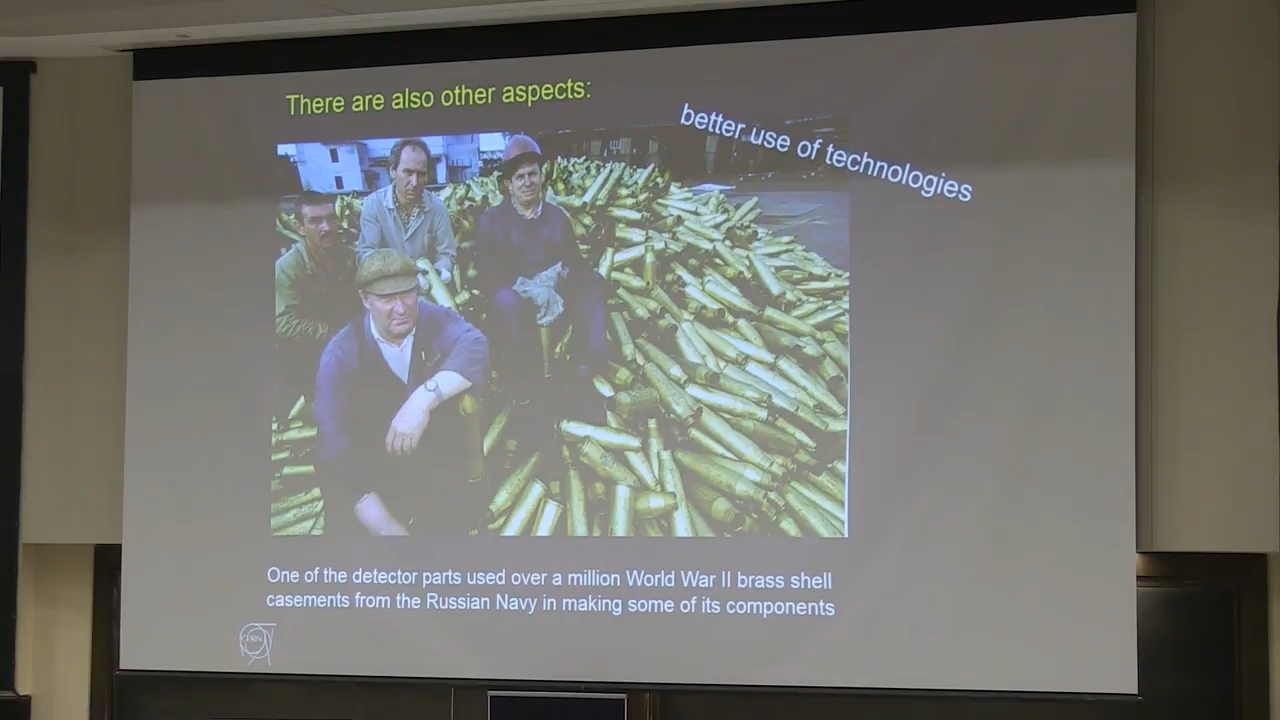 There are also other aspects:
better use of technologies
One of the detector parts used over a million World War II brass shell
casements from the Russian Navy in making some of its components
CERN